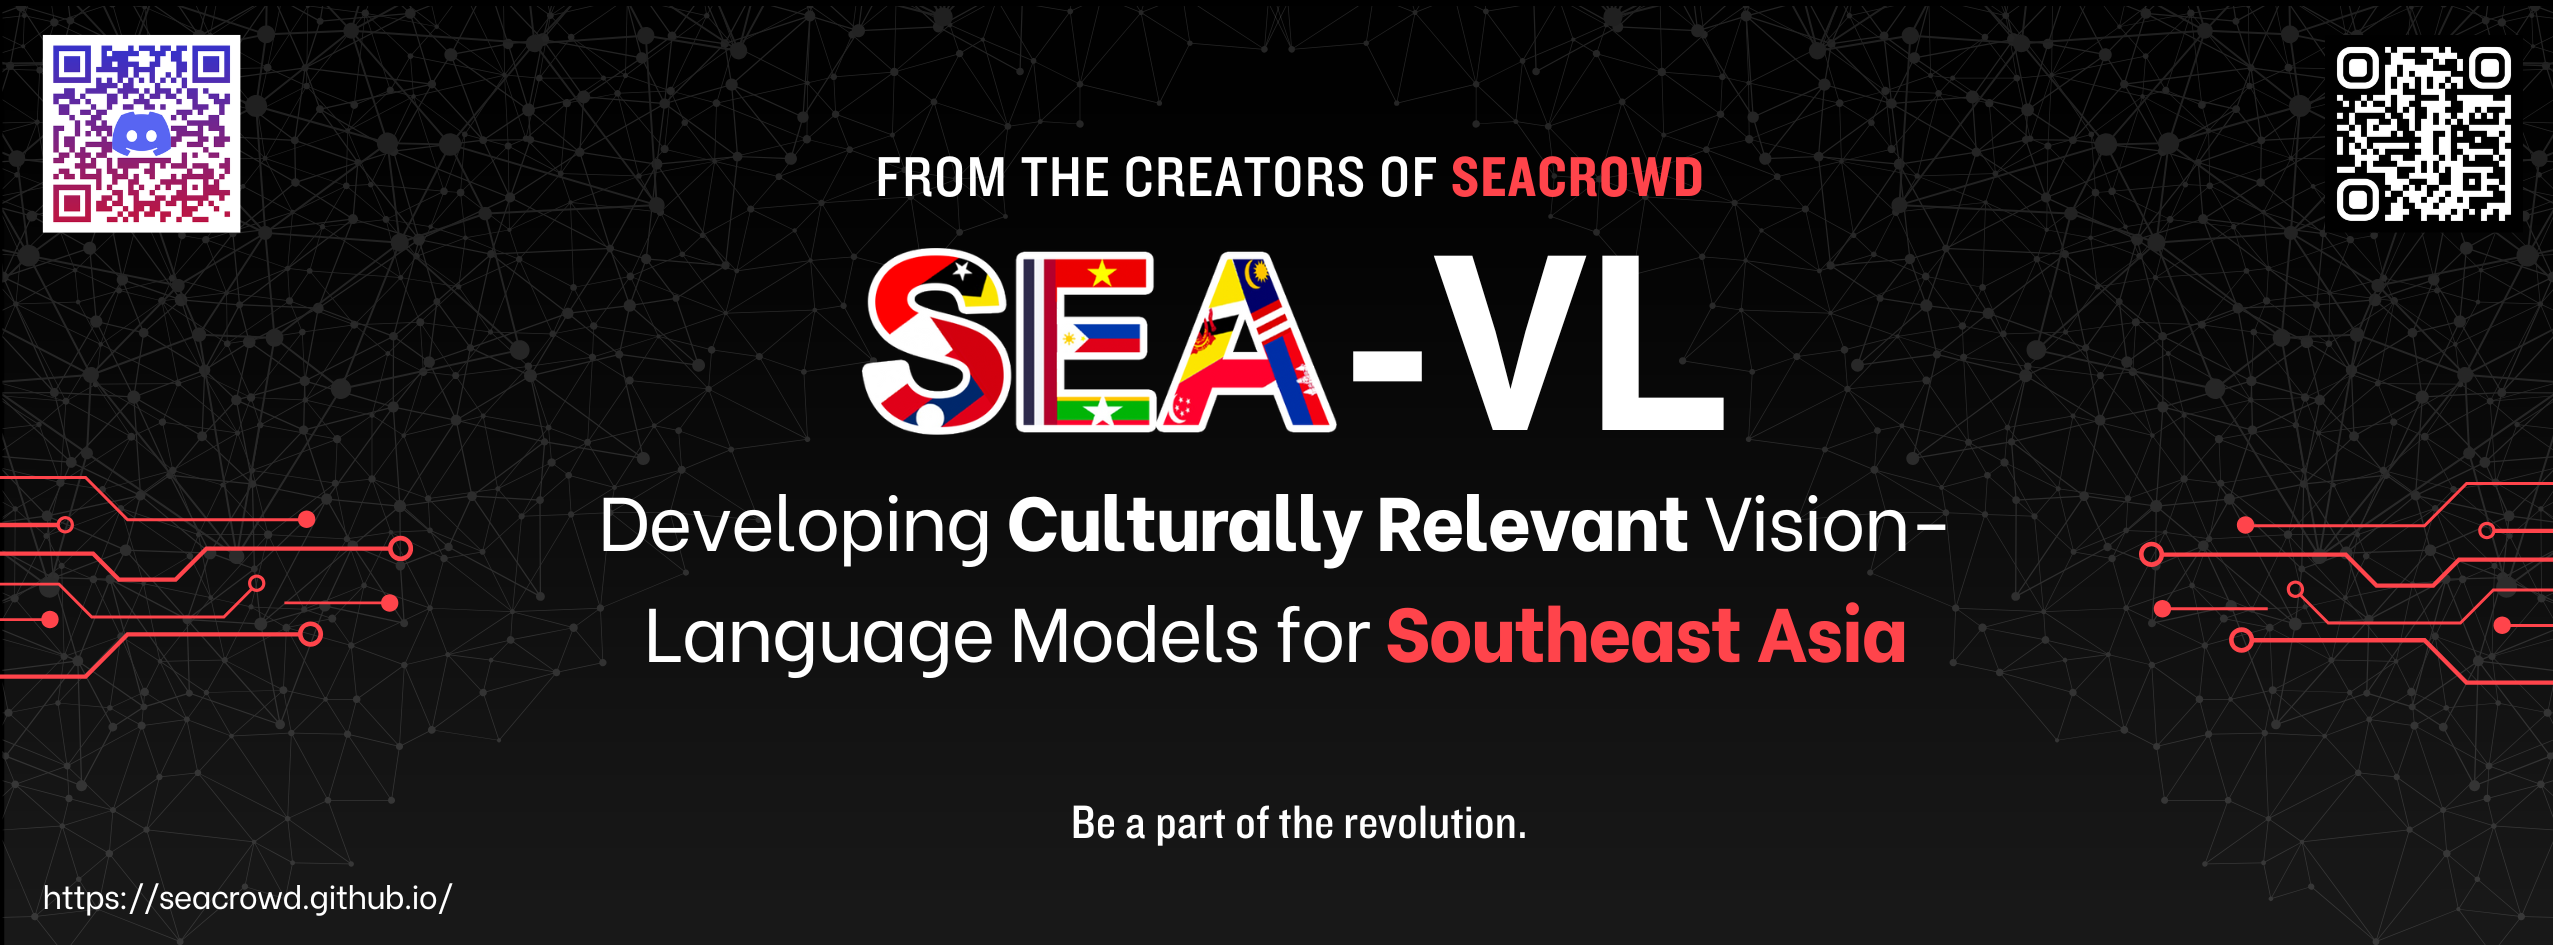 FROM THE CREATORS OF SEACROWD
SEA-VL
Developing Culturally Relevant Vision-
Language Models for Southeast Asia
Be a part of the revolution.
https://seacrowd.github.io/